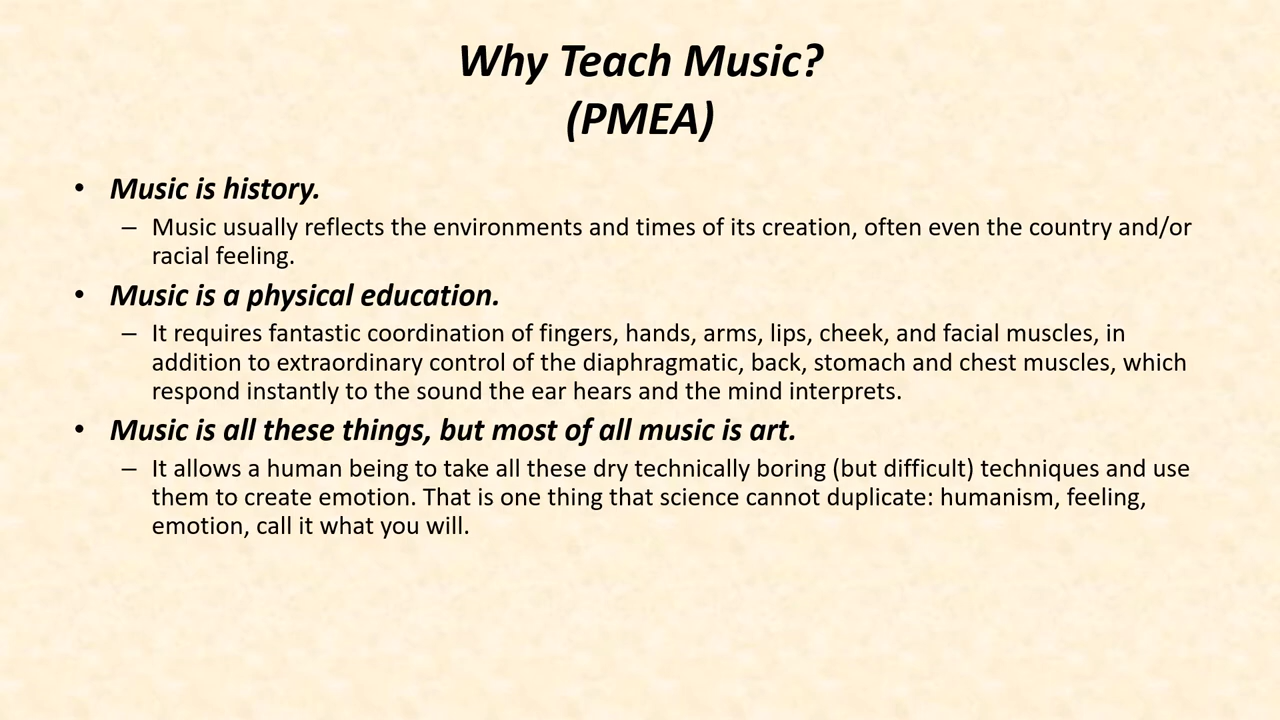 Why Teach Music?
(PMEA)
• Music is history.
– Music usually reflects the environments and times of its creation, often even the country and/or
racial feeling.
• Music is a physical education.
– It requires fantastic coordination of fingers, hands, arms, lips, cheek, and facial muscles, in
addition to extraordinary control of the diaphragmatic, back, stomach and chest muscles, which
respond instantly to the sound the ear hears and the mind interprets.
• Music is all these things, but most of all music is art.
– It allows a human being to take all these dry technically boring (but difficult) techniques and use
them to create emotion. That is one thing that science cannot duplicate: humanism, feeling,
emotion, call it what you will.